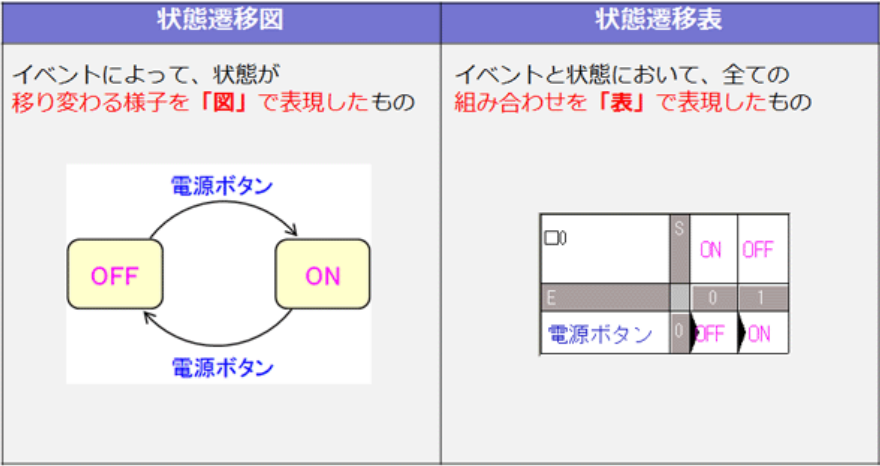 状態遷移図
イベントによって、状態が
移り変わる様子を「図」で表現したもの
電源ボタン
OFF
ON
電源ボタン
状態遷移表
イベントと状態において、全ての
組み合わせを「表」で表現したもの
□0 S ON OFF
E 0 1
電源ボタン 0 OFF ON